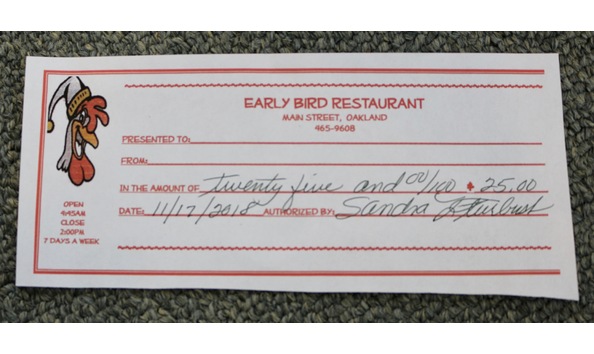 EARLY BIRD RESTAURANT
MAIN STREET, OAKLAND
465-9608
PRESENTED TO:
FROM:
IN THE AMOUNT OF twenty five and 00/100 $ 25.00
DATE: 11/17/2018 AUTHORIZED BY: Sandra
OPEN
4:45AM
CLOSE
2:00PM
7 DAYS A WEEK